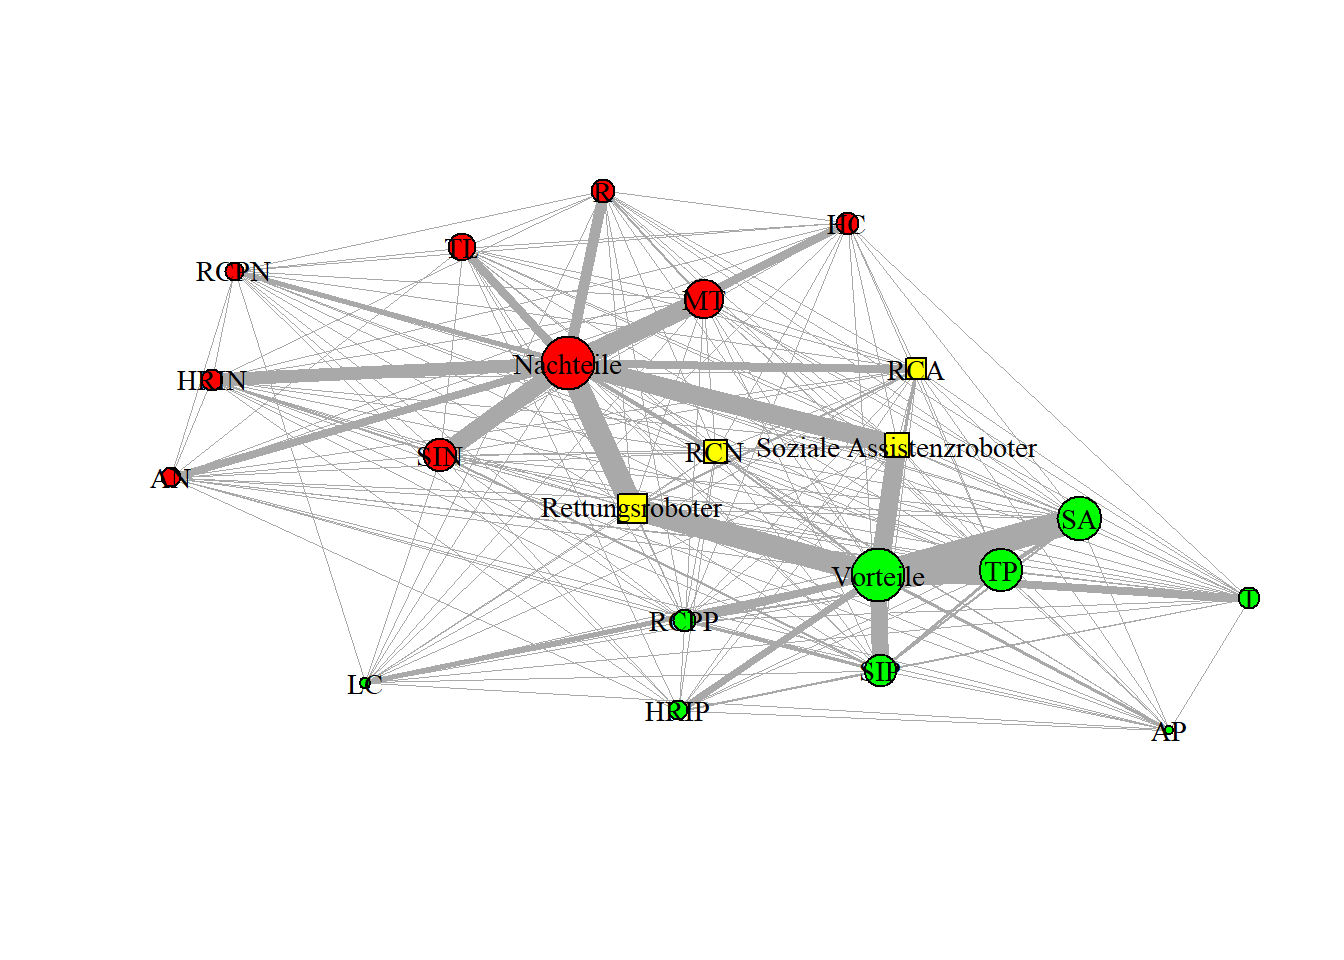 R
HC
TL
RCPN
MT
Nachteile
RCA
HRIN
Soziale Assistenzroboter
RCN
SIN
AN
Rettungsroboter
SA
TP
Vorteile
I
RCPP
SIP
LC
HRIP
AP